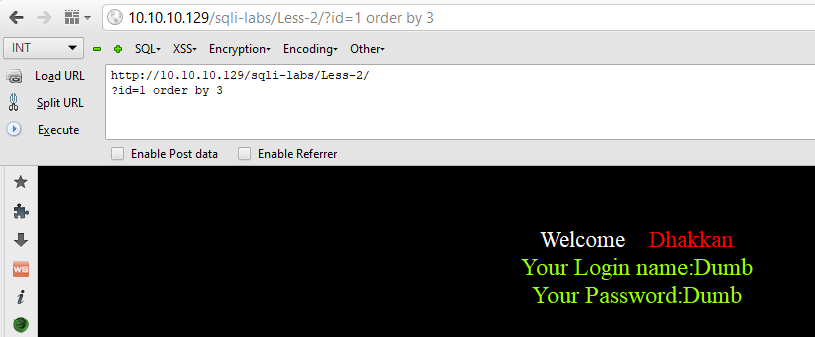 10.10.10.129/sqli-labs/Less-2/?id=1 order by 3
INT SQL▾ XSS▾ Encryption▾ Encoding▾ Other▾
Load URL
Split URL
Execute
http://10.10.10.129/sqli-labs/Less-2/
?id=1 order by 3
Enable Post data Enable Referrer
WS
i
Welcome Dhakkan
Your Login name:Dumb
Your Password:Dumb